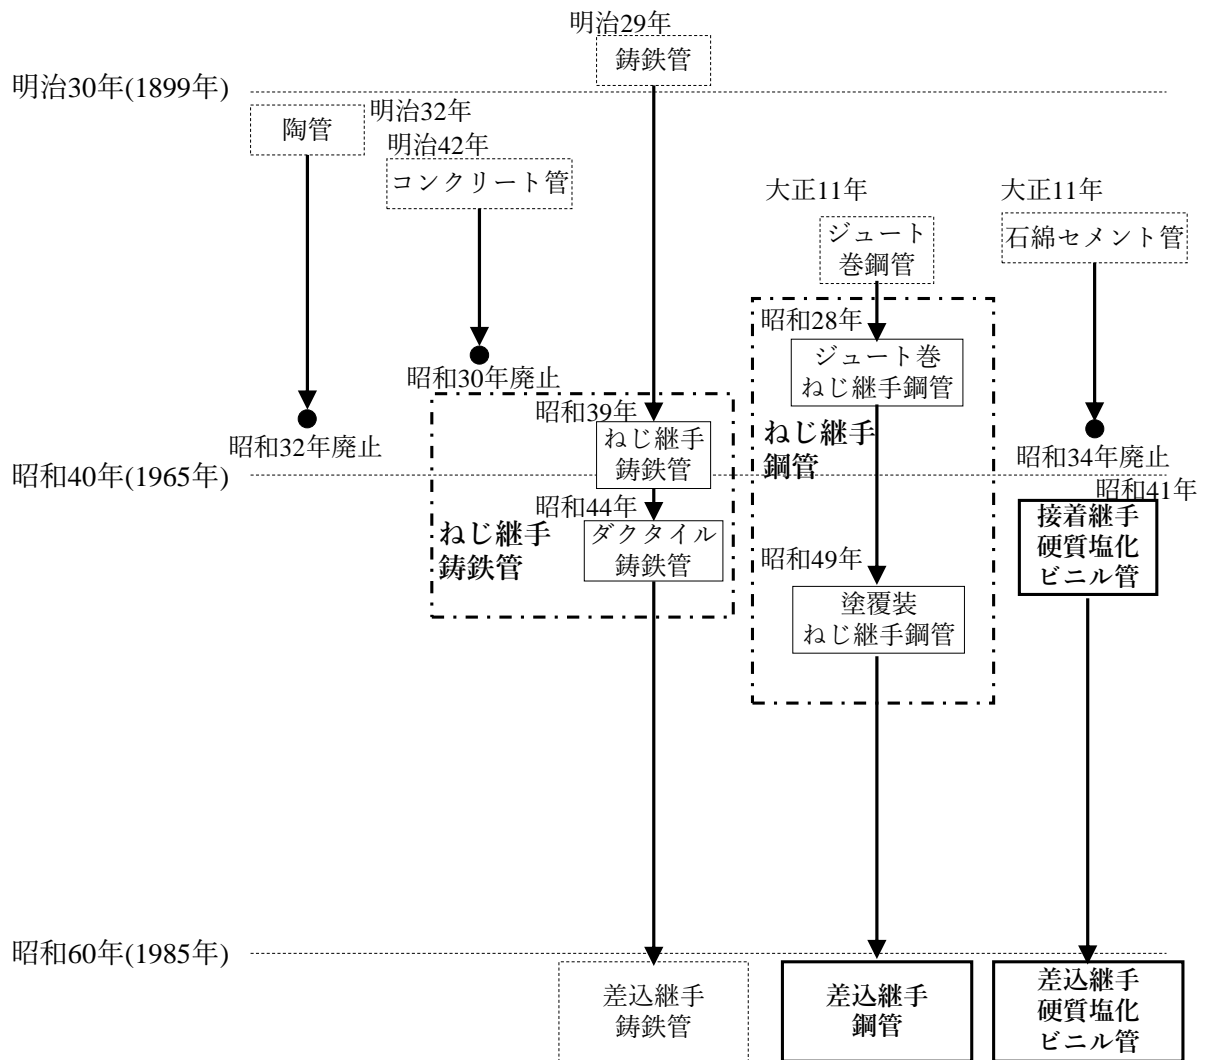 明治29年
鋳鉄管
明治30年(1899年)
陶管
明治32年
明治42年
コンクリート管
大正11年
大正11年
ジュート
巻鋼管
石綿セメント管
昭和28年
ジュート巻
ねじ継手鋼管
昭和30年廃止
昭和39年
ねじ継手
鋳鉄管
昭和32年廃止
ねじ継手
鋼管
昭和34年廃止
昭和40年(1965年)
昭和41年
接着継手
硬質塩化
ビニル管
昭和44年
ダクタイル
鋳鉄管
ねじ継手
鋳鉄管
昭和49年
塗覆装
ねじ継手鋼管
昭和60年(1985年)
差込継手
鋳鉄管
差込継手
鋼管
差込継手
硬質塩化
ビニル管